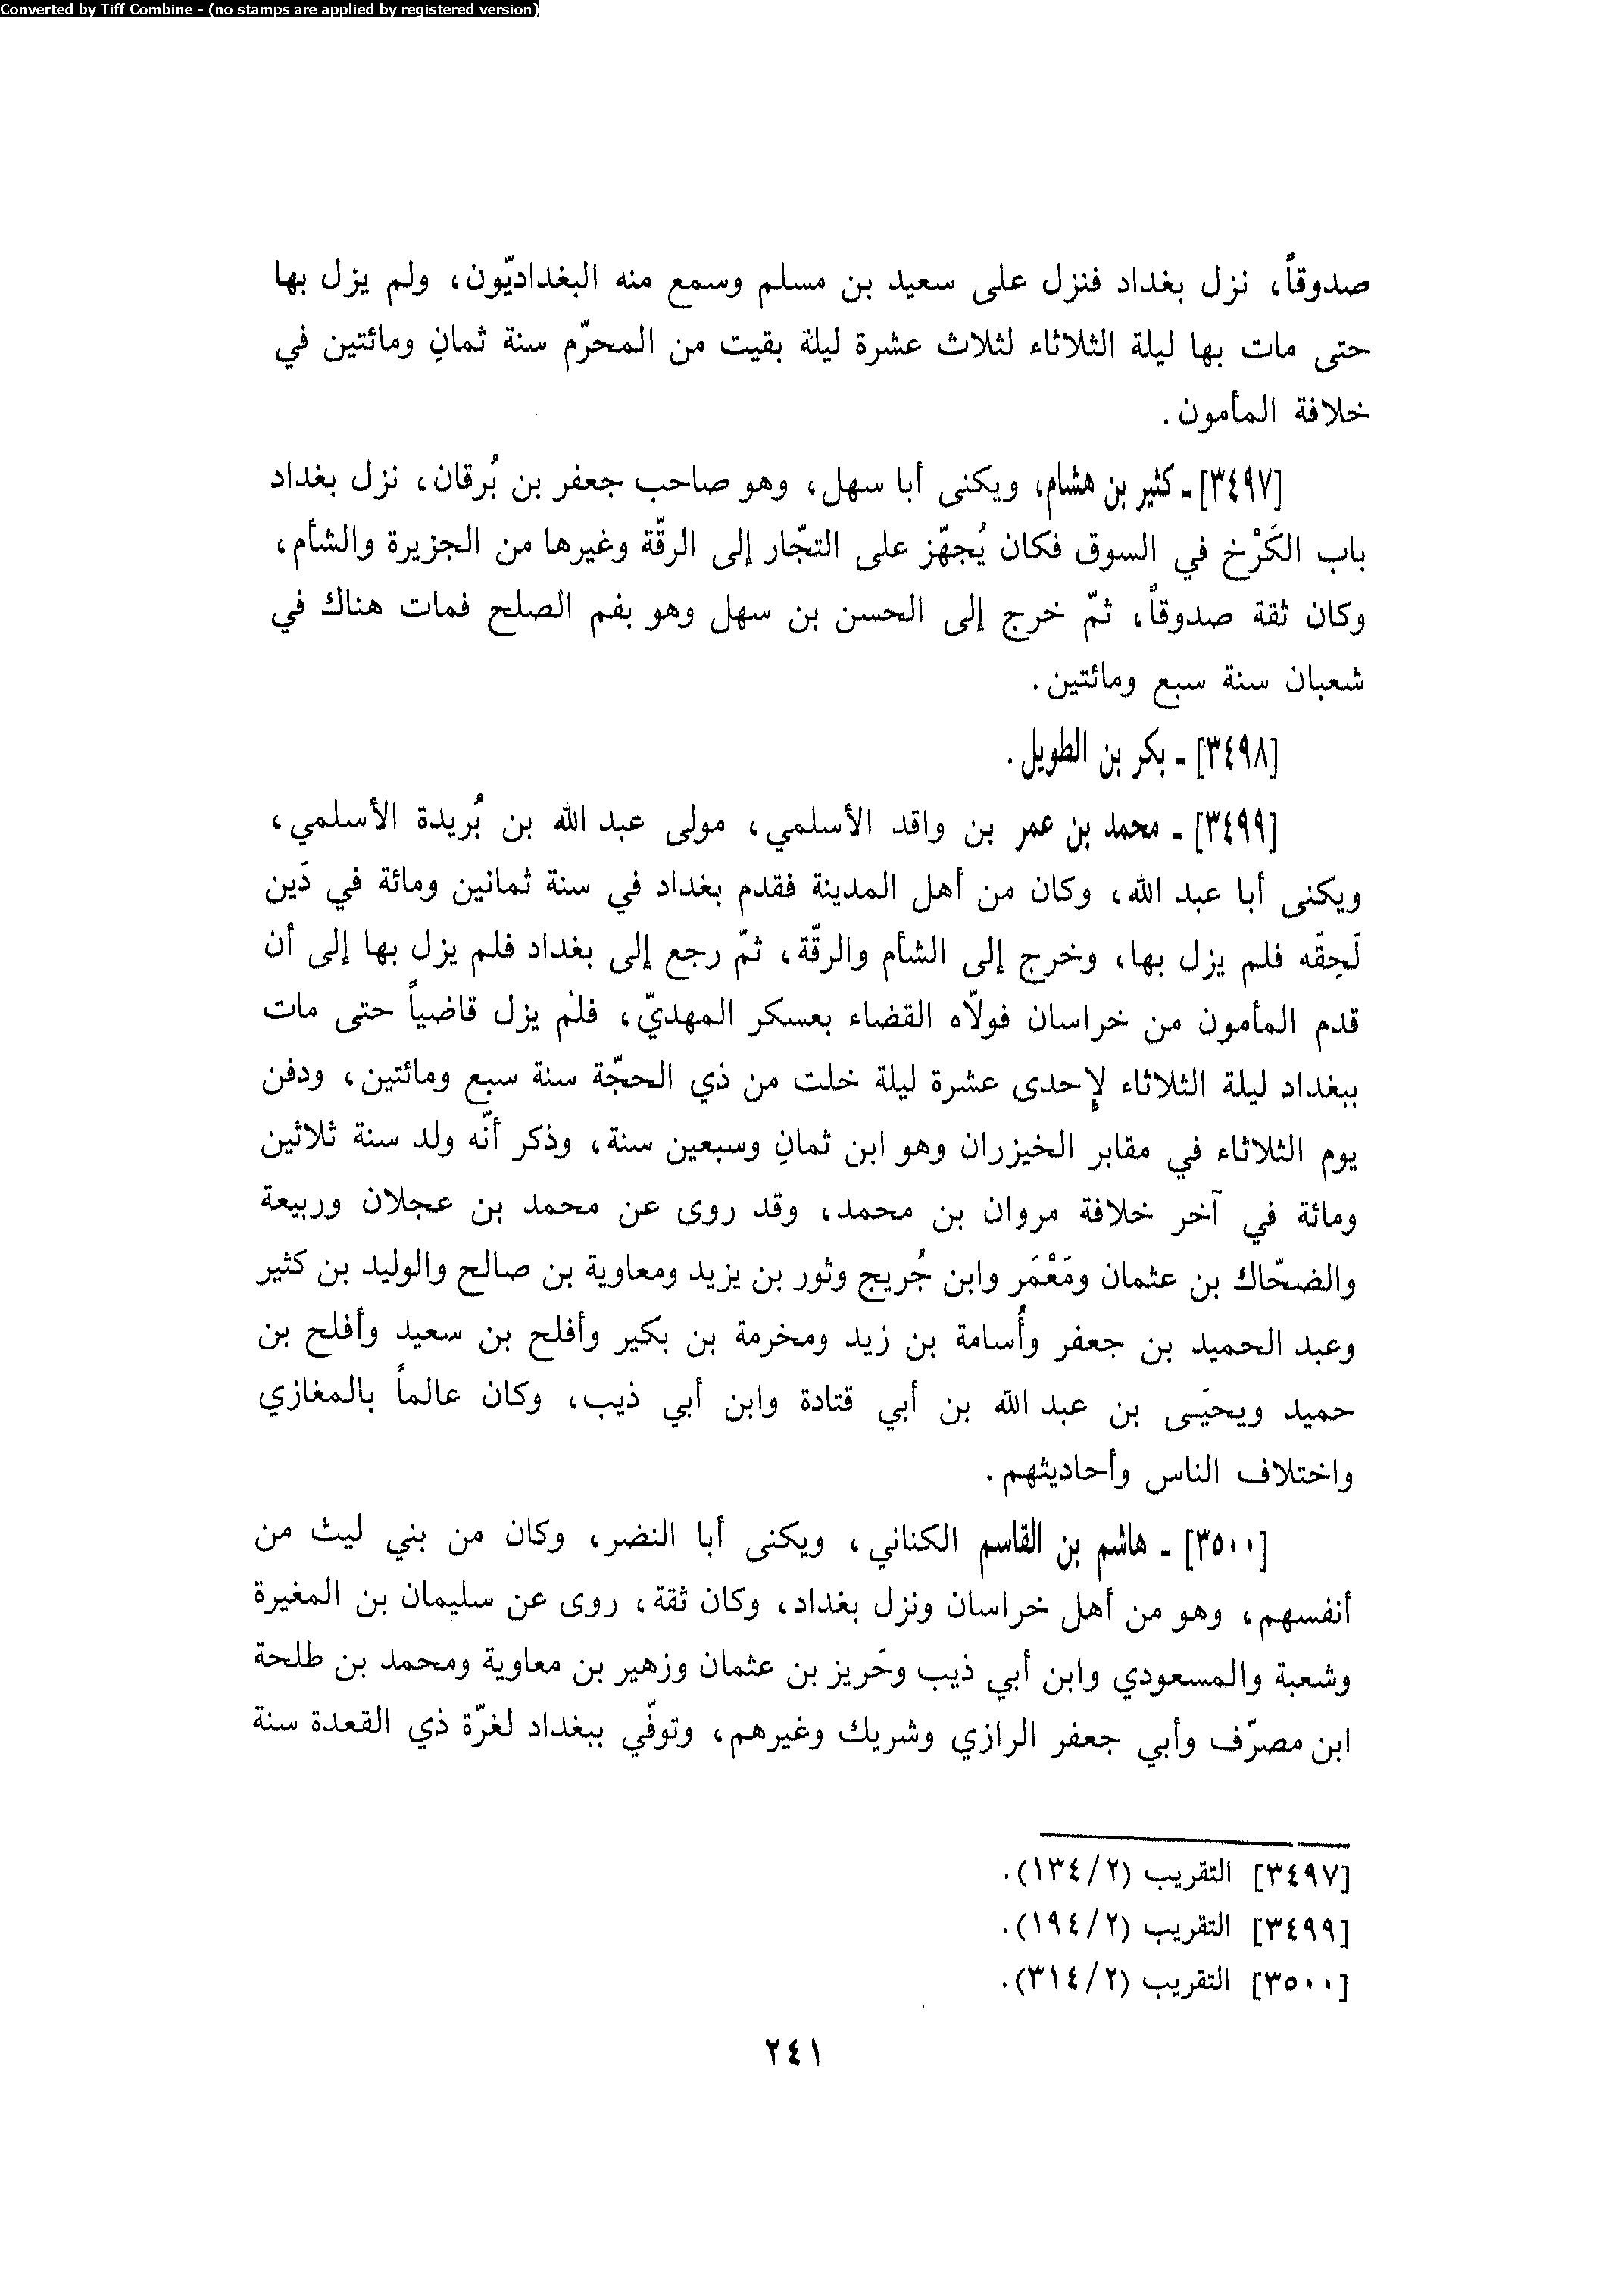 Converted by Tiff Combine - (no stamps are applied by registered version)
صدوقاً، نزل بغداد فنزل على سعيد بن مسلم وسمع منه البغداديّون، ولم يزل بها
حتى مات بها ليلة الثلاثاء لثلاث عشرة ليلة بقيت من المحرّم سنة ثمانِ ومائتين في
خلافة المأمون.
[٣٤٩٧] ـ كثير بن هشام، ويكنى أبا سهل، وهو صاحب جعفر بن بُرقان، نزل بغداد
باب الكَرْخ في السوق فكان يُجهّز على التجّار إلى الرقّة وغيرها من الجزيرة والشأم،
وكان ثقة صدوقاً، ثمّ خرج إلى الحسن بن سهل وهو بفم الصلح فمات هناك في
شعبان سنة سبع ومائتين.
[٣٤٩٨] ـ بكر بن الطويل.
[٣٤٩٩] ـ محمد بن عمر بن واقد الأسلمي، مولى عبد الله بن بُريدة الأسلمي،
ويكنى أبا عبد الله، وكان من أهل المدينة فقدم بغداد في سنة ثمانين ومائة في دَين
لَحِقَه فلم يزل بها، وخرج إلى الشأم والرقّة، ثمّ رجع إلى بغداد فلم يزل بها إلى أن
قدم المأمون من خراسان فولّاه القضاء بعسكر المهديّ، فلمْ يزل قاضياً حتى مات
ببغداد ليلة الثلاثاء لإِحدى عشرة ليلة خلت من ذي الحجّة سنة سبع ومائتين، ودفن
يوم الثلاثاء في مقابر الخيزران وهو ابن ثمانِ وسبعين سنة، وذكر أنّه ولد سنة ثلاثين
ومائة في آخر خلافة مروان بن محمد، وقد روى عن محمد بن عجلان وربيعة
والضحّاك بن عثمان ومَعْمَر وابن جُريج وثور بن يزيد ومعاوية بن صالح والوليد بن كثير
وعبد الحميد بن جعفر وأُسامة بن زيد ومخرمة بن بكير وأفلح بن سعيد وأفلح بن
حميد ويحيَى بن عبد الله بن أبي قتادة وابن أبي ذيب، وكان عالماً بالمغازي
واختلاف الناس وأحاديثهم.
[٣٥٠٠] ـ هاشم بن القاسم الكناني، ويكنى أبا النضر، وكان من بني ليث من
أنفسهم، وهو من أهل خراسان ونزل بغداد، وكان ثقة، روى عن سليمان بن المغيرة
وشعبة والمسعودي وابن أبي ذيب وحَريز بن عثمان وزهير بن معاوية ومحمد بن طلحة
ابن مصرّف وأبي جعفر الرازي وشريك وغيرهم، وتوفّي ببغداد لغرّة ذي القعدة سنة
[٣٤٩٧] التقريب (٢/ ١٣٤).
[٣٤٩٩] التقريب (٢/ ١٩٤).
[٣٥٠٠] التقريب (٢/ ٣١٤).
٢٤١